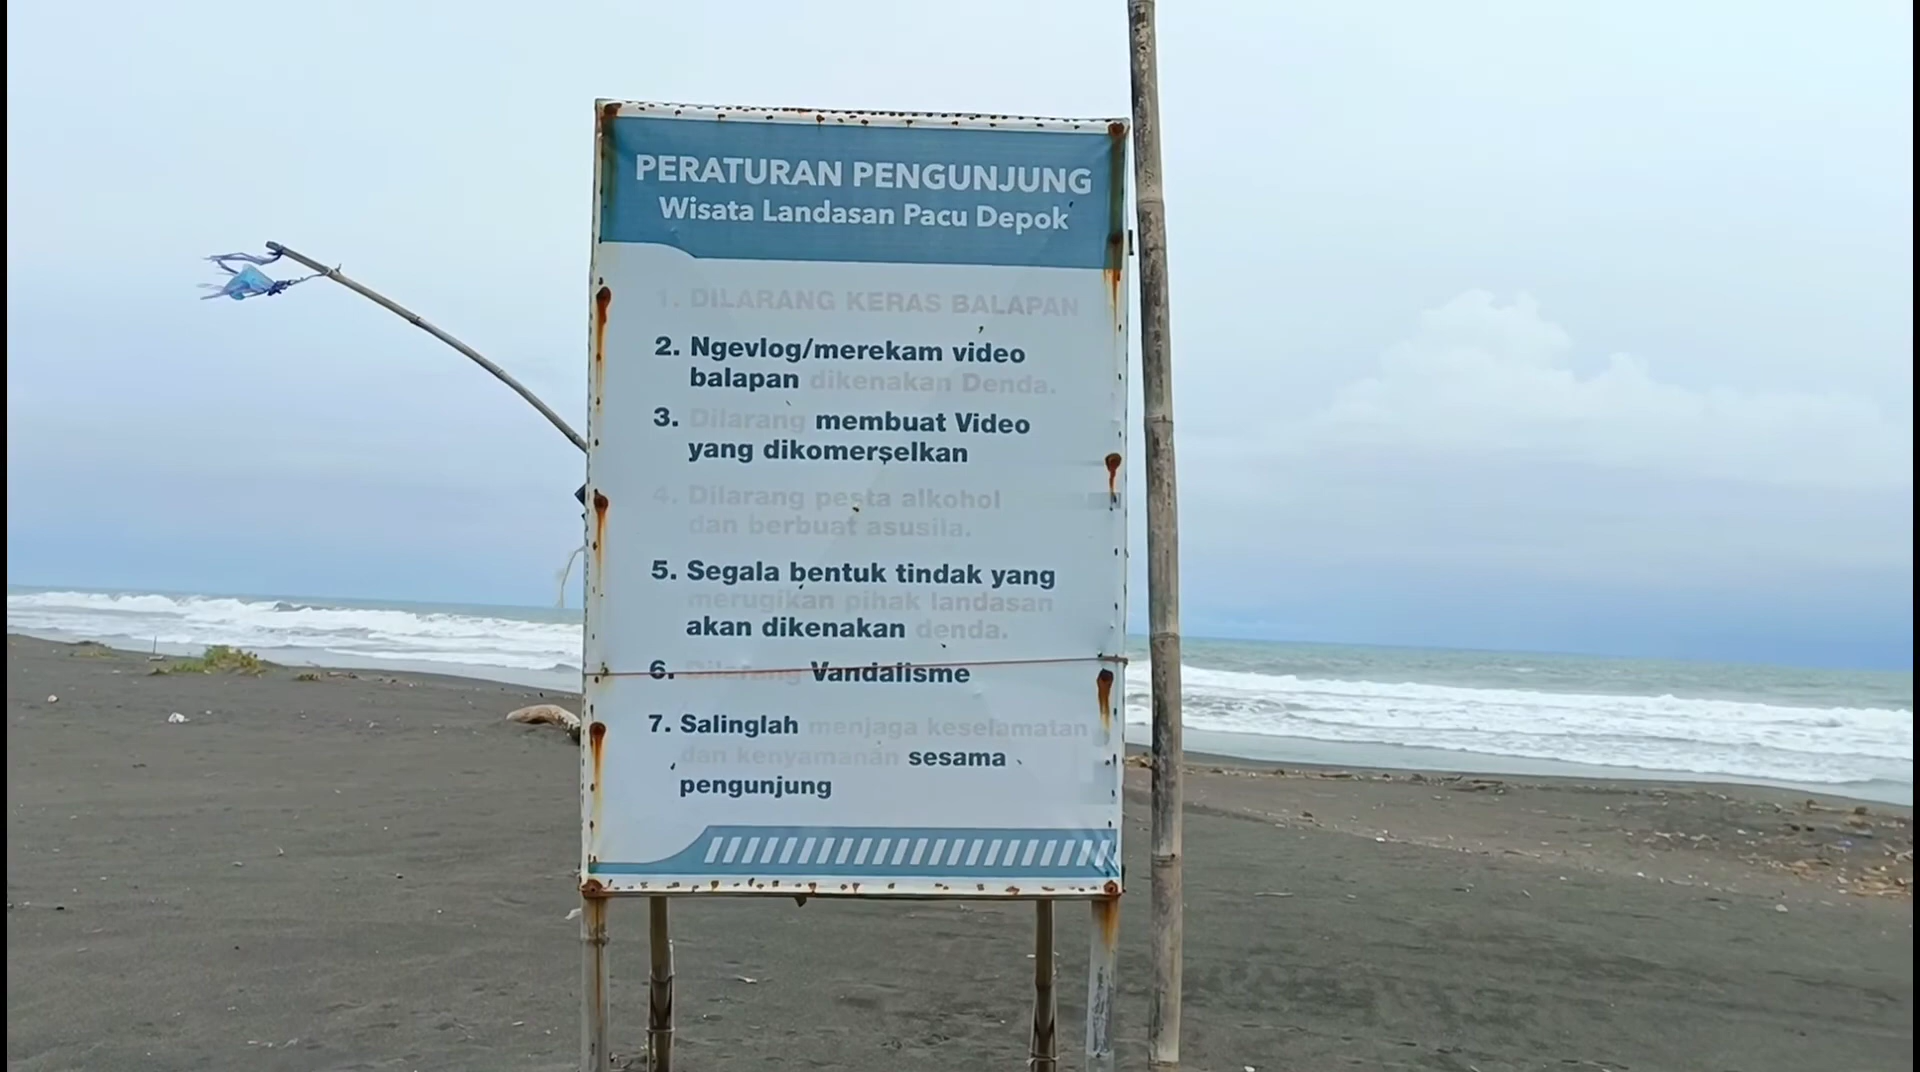 PERATURAN PENGUNJUNG
Wisata Landasan Pacu Depok
1. DILARANG KERAS BALAPAN
2. Ngevlog/merekam video
balapan dikenakan Denda.
3. Dilarang membuat Video
yang dikomerselkan
4. Dilarang pesta alkohol
dan berbuat asusila.
5. Segala bentuk tindak yang
merugikan pihak landasan
akan dikenakan denda.
6. Dilarang Vandalisme
7. Salinglah menjaga keselamatan
dan kenyamanan sesama
pengunjung